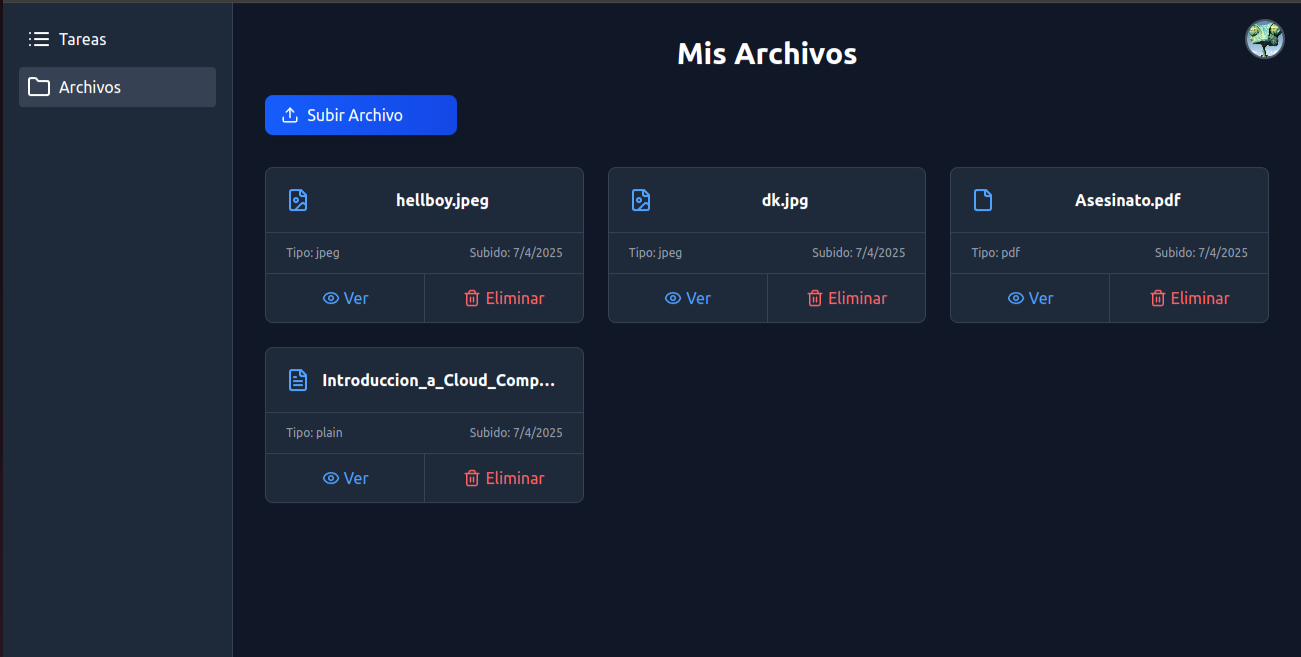 Tareas
Archivos
Mis Archivos
Subir Archivo
hellboy.jpeg
Tipo: jpeg Subido: 7/4/2025
Ver Eliminar
dk.jpg
Tipo: jpeg Subido: 7/4/2025
Ver Eliminar
Asesinato.pdf
Tipo: pdf Subido: 7/4/2025
Ver Eliminar
Introduccion_a_Cloud_Comp...
Tipo: plain Subido: 7/4/2025
Ver Eliminar